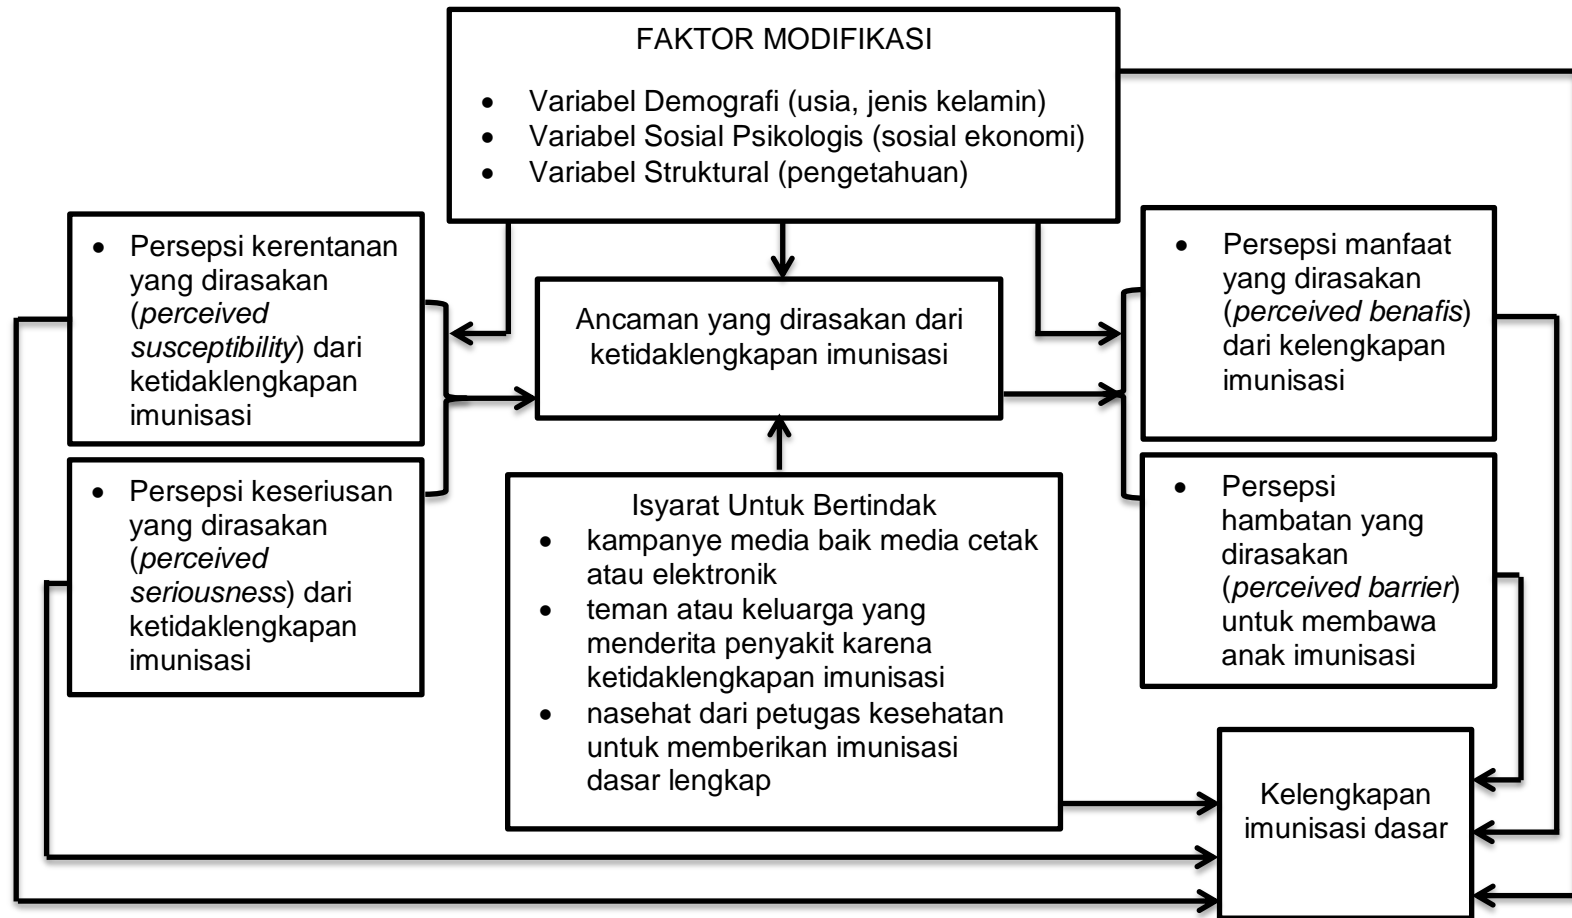 FAKTOR MODIFIKASI
• Variabel Demografi (usia, jenis kelamin)
• Variabel Sosial Psikologis (sosial ekonomi)
• Variabel Struktural (pengetahuan)
• Persepsi kerentanan
yang dirasakan
(perceived
susceptibility) dari
ketidaklengkapan
imunisasi
• Persepsi keseriusan
yang dirasakan
(perceived
seriousness) dari
ketidaklengkapan
imunisasi
Ancaman yang dirasakan dari
ketidaklengkapan imunisasi
Isyarat Untuk Bertindak
• kampanye media baik media cetak
atau elektronik
• teman atau keluarga yang
menderita penyakit karena
ketidaklengkapan imunisasi
• nasehat dari petugas kesehatan
untuk memberikan imunisasi
dasar lengkap
• Persepsi manfaat
yang dirasakan
(perceived benafis)
dari kelengkapan
imunisasi
• Persepsi
hambatan yang
dirasakan
(perceived barrier)
untuk membawa
anak imunisasi
Kelengkapan
imunisasi dasar